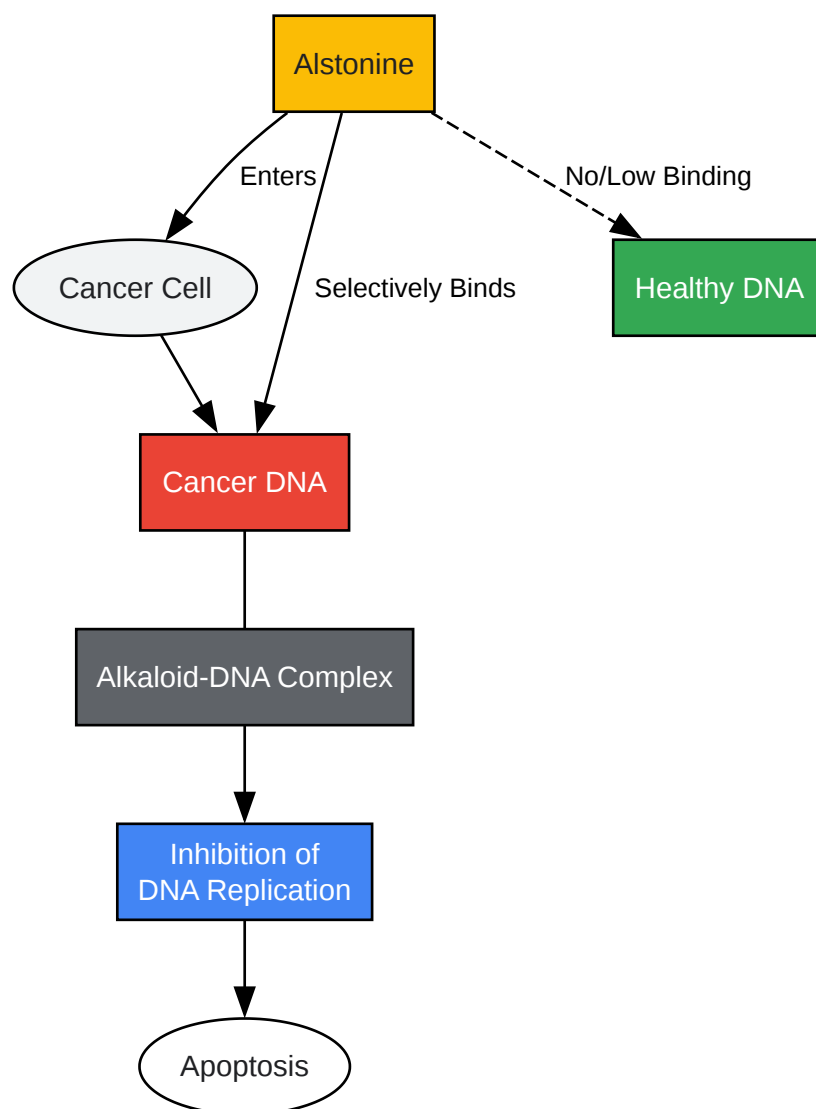 Alstonine
Enters
No/Low Binding
Cancer Cell
Selectively Binds
Healthy DNA
Cancer DNA
Alkaloid-DNA Complex
Inhibition of
DNA Replication
Apoptosis